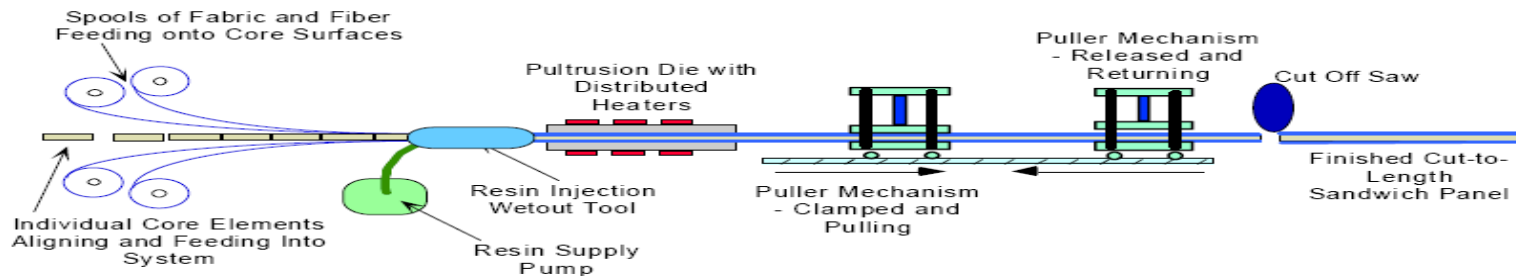 Spools of Fabric and Fiber
Feeding onto Core Surfaces
Individual Core Elements
Aligning and Feeding Into
System
Resin Supply
Pump
Resin Injection
Wetout Tool
Pultrusion Die with
Distributed
Heaters
Puller Mechanism
- Clamped and
Pulling
Puller Mechanism
- Released and
Returning
Cut Off Saw
Finished Cut-to-
Length
Sandwich Panel